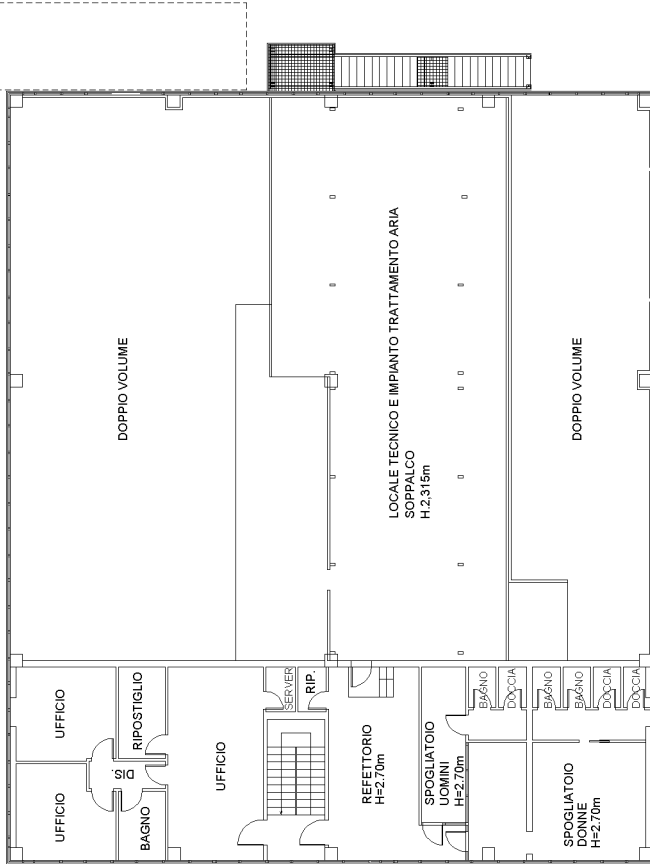 DOPPIO VOLUME
LOCALE TECNICO E IMPIANTO TRATTAMENTO ARIA
SOPPALCO
H.2,315m
DOPPIO VOLUME
UFFICIO
RIPOSTIGLIO
UFFICIO
DIS.
BAGNO
UFFICIO
SERVER
RIP.
REFETTORIO
H=2.70m
SPOGLIATOIO
UOMINI
H=2.70m
BAGNO
DOCCIA
BAGNO
BAGNO
DOCCIA
DOCCIA
SPOGLIATOIO
DONNE
H=2.70m